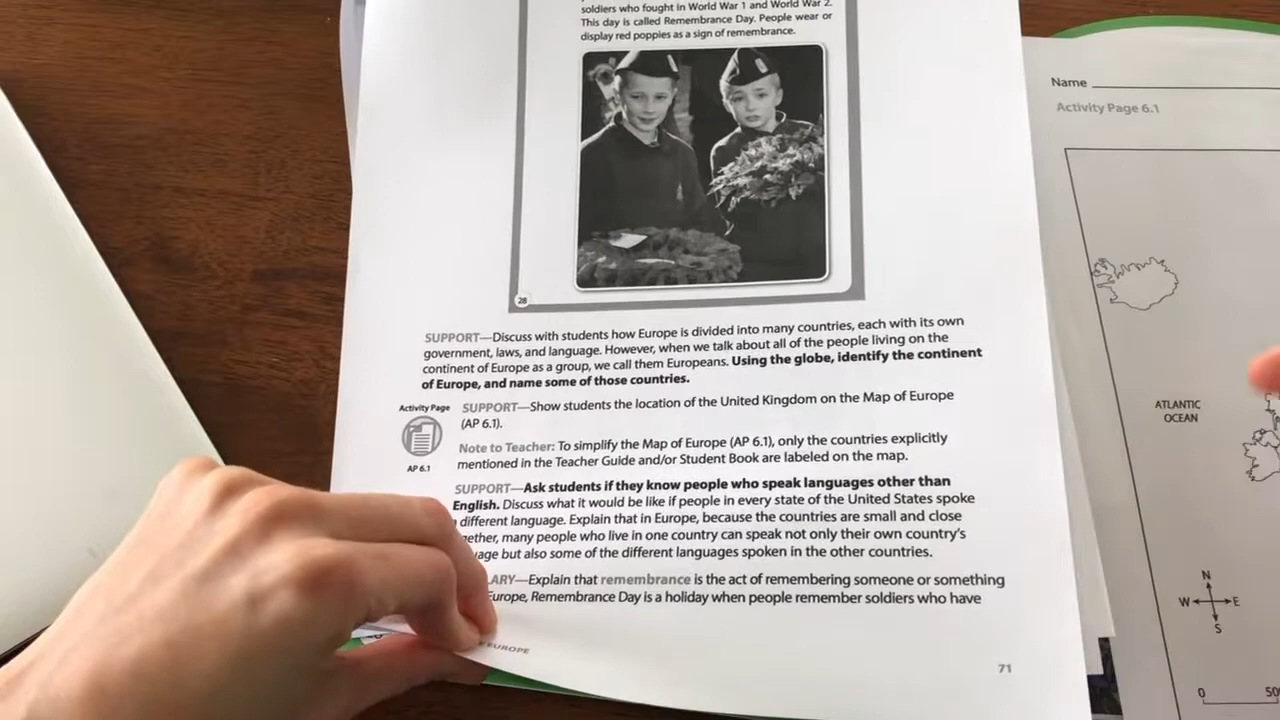 soldiers who fought in World War 1 and World War 2.
This day is called Remembrance Day. People wear or
display red poppies as a sign of remembrance.
28
SUPPORT—Discuss with students how Europe is divided into many countries, each with its own
government, laws, and language. However, when we talk about all of the people living on the
continent of Europe as a group, we call them Europeans. Using the globe, identify the continent
of Europe, and name some of those countries.
Activity Page
AP 6.1
SUPPORT—Show students the location of the United Kingdom on the Map of Europe
(AP 6.1).
Note to Teacher: To simplify the Map of Europe (AP 6.1), only the countries explicitly
mentioned in the Teacher Guide and/or Student Book are labeled on the map.
SUPPORT—Ask students if they know people who speak languages other than
English. Discuss what it would be like if people in every state of the United States spoke
different language. Explain that in Europe, because the countries are small and close
ether, many people who live in one country can speak not only their own country's
age but also some of the different languages spoken in the other countries.
ARY—Explain that remembrance is the act of remembering someone or something
Europe, Remembrance Day is a holiday when people remember soldiers who have
EUROPE
71
Name
Activity Page 6.1
ATLANTIC
OCEAN
N
W E
S
0 50